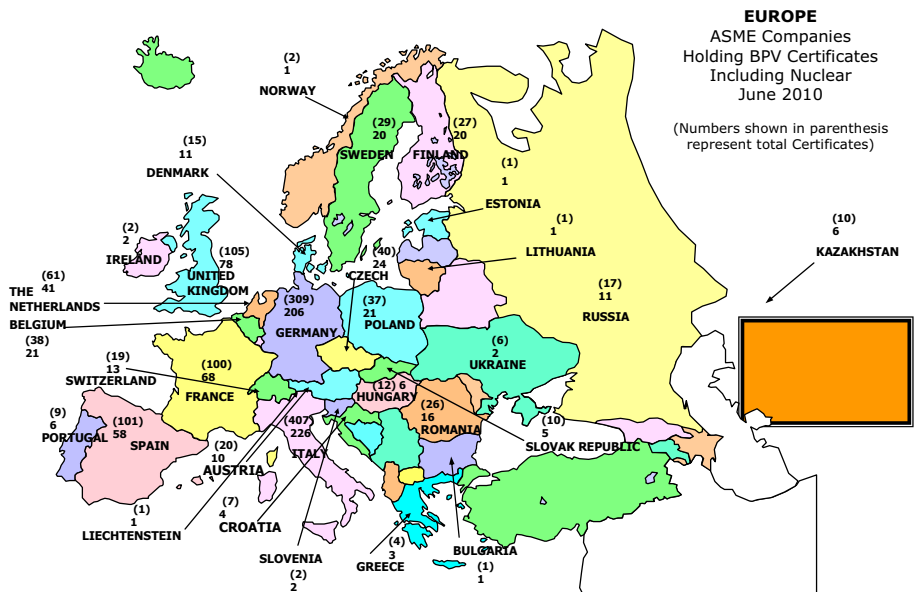 EUROPE
ASME Companies
Holding BPV Certificates
Including Nuclear
June 2010
(Numbers shown in parenthesis
represent total Certificates)
(2)
1
NORWAY
(15)
11
DENMARK
(29)
20
SWEDEN
(27)
20
FINLAND
(1)
1
ESTONIA
(1)
1
LITHUANIA
(10)
6
KAZAKHSTAN
(2)
2
IRELAND
(105)
78
UNITED
KINGDOM
(40)
24
CZECH
(61)
41
THE
NETHERLANDS
BELGIUM
(38)
21
(309)
206
GERMANY
(37)
21
POLAND
(17)
11
RUSSIA
(6)
2
UKRAINE
(19)
13
SWITZERLAND
(100)
68
FRANCE
(12) 6
HUNGARY
(26)
16
ROMANIA
(10)
5
SLOVAK REPUBLIC
(9)
6
PORTUGAL
(101)
58
SPAIN
(20)
10
AUSTRIA
(407)
226
ITALY
(1)
1
LIECHTENSTEIN
(7)
4
CROATIA
SLOVENIA
(2)
2
(4)
3
GREECE
BULGARIA
(1)
1